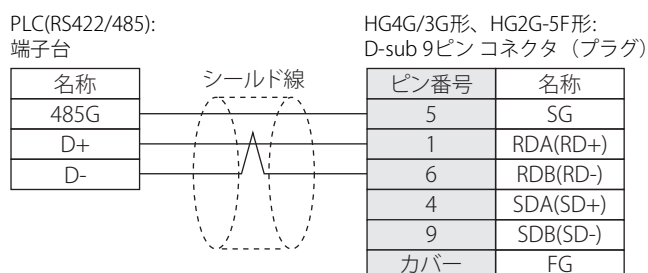 PLC(RS422/485):
端子台
名称
485G
D+
D-
シールド線
HG4G/3G形、HG2G-5F形:
D-sub 9ピン コネクタ（プラグ）
ピン番号 名称
5 SG
1 RDA(RD+)
6 RDB(RD-)
4 SDA(SD+)
9 SDB(SD-)
カバー FG